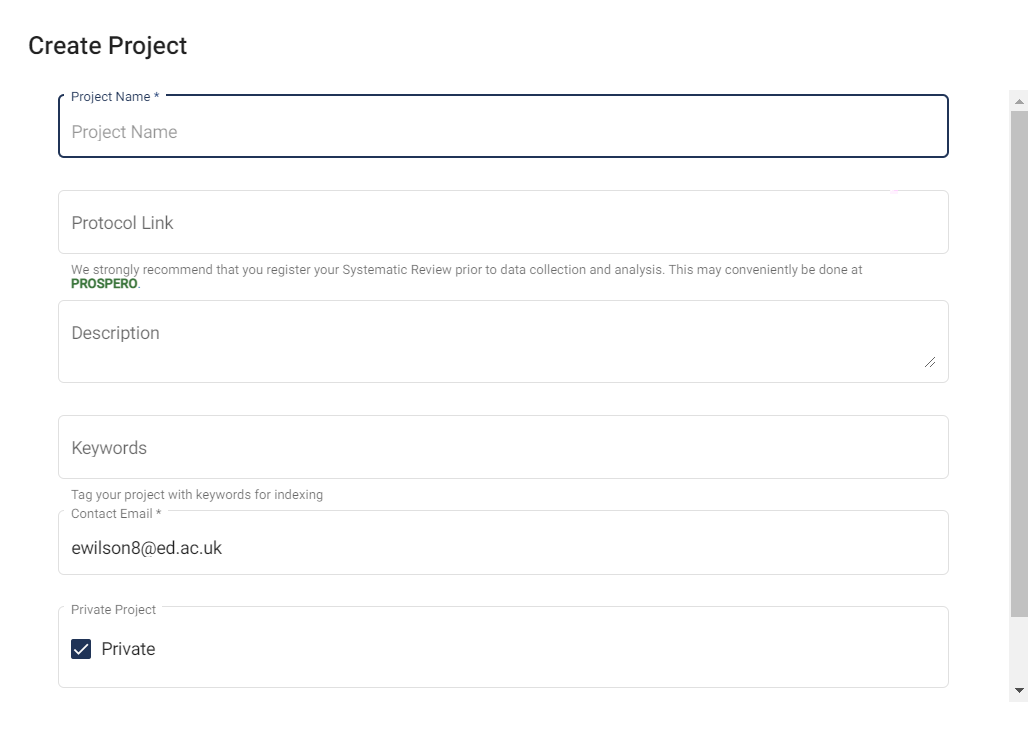 Create Project
Project Name *
Project Name
Protocol Link
We strongly recommend that you register your Systematic Review prior to data collection and analysis. This may conveniently be done at
PROSPERO.
Description
Keywords
Tag your project with keywords for indexing
Contact Email *
ewilson8@ed.ac.uk
Private Project
Private